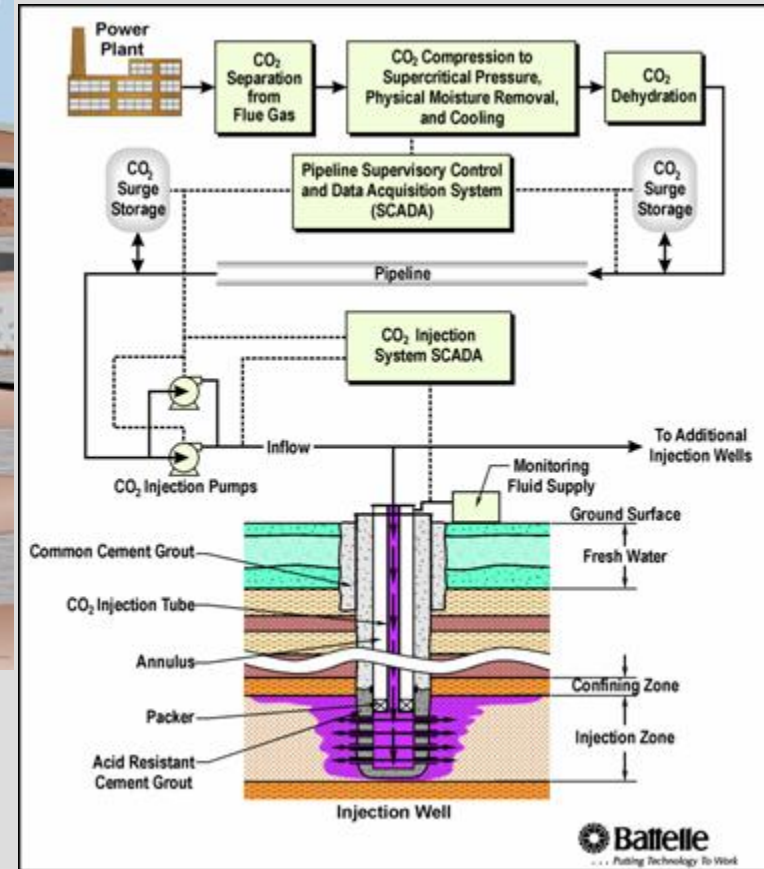 Power
Plant
CO₂
Separation
from
Flue Gas
CO₂ Compression to
Supercritical Pressure,
Physical Moisture Removal,
and Cooling
CO₂
Dehydration
CO₂
Surge
Storage
Pipeline Supervisory Control
and Data Acquisition System
(SCADA)
CO₂
Surge
Storage
Pipeline
CO₂ Injection
System SCADA
Inflow
To Additional
Injection Wells
CO₂ Injection Pumps
Monitoring
Fluid Supply
Ground Surface
Common Cement Grout
Fresh Water
CO₂ Injection Tube
Annulus
Confining Zone
Packer
Injection Zone
Acid Resistant
Cement Grout
Injection Well
Battelle
. . . Putting Technology To Work